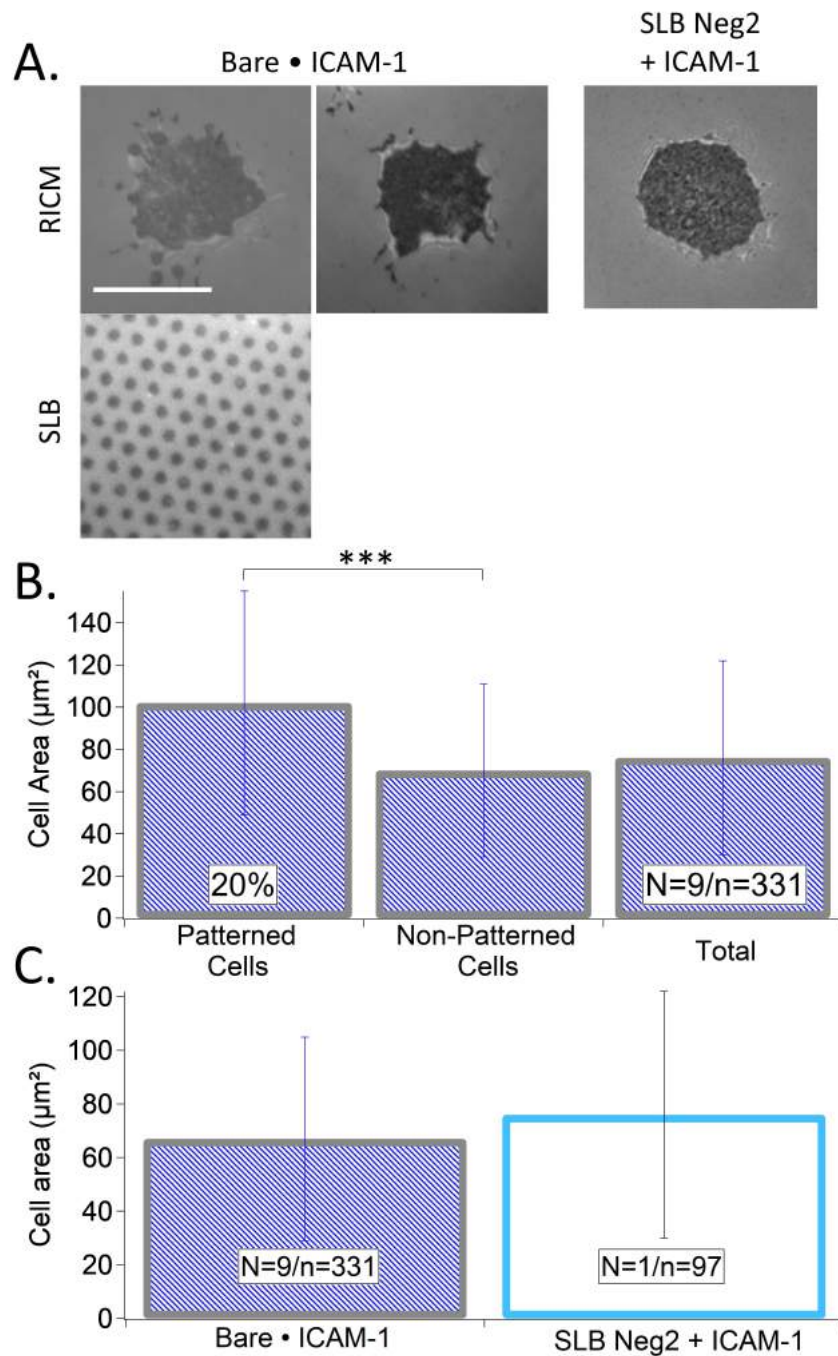 A.
Bare • ICAM-1
SLB Neg2
+ ICAM-1
RICM
SLB
B.
***
Cell Area (µm²)
140
120
100
80
60
40
20
0
20%
N=9/n=331
Patterned
Cells
Non-Patterned
Cells
Total
C.
Cell area (µm²)
120
100
80
60
40
20
0
N=9/n=331
N=1/n=97
Bare • ICAM-1
SLB Neg2 + ICAM-1